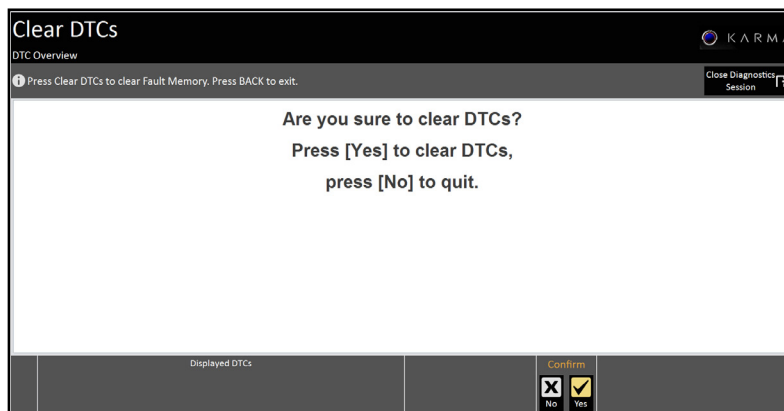 Clear DTCs
DTC Overview
KARMA
Press Clear DTCs to clear Fault Memory. Press BACK to exit.
Close Diagnostics
Session
Are you sure to clear DTCs?
Press [Yes] to clear DTCs,
press [No] to quit.
Displayed DTCs
Confirm
No
Yes